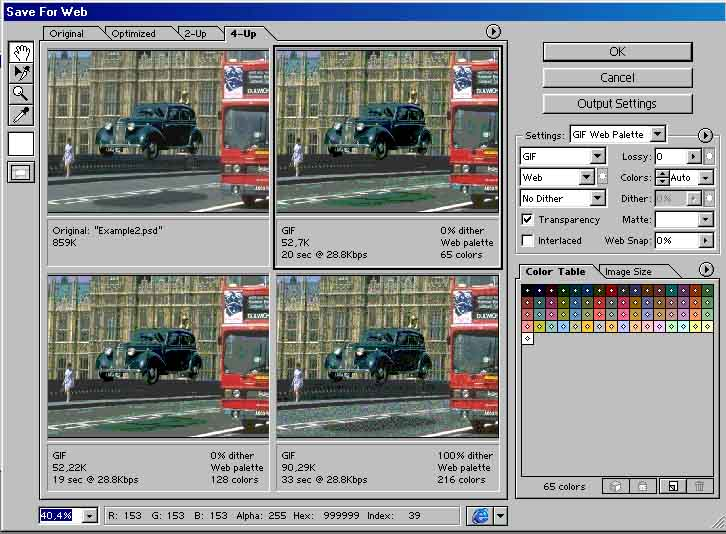 Save For Web
Original
Optimized
2-Up
4-Up
OK
Cancel
Output Settings
Settings: GIF Web Palette
GIF
Lossy: 0
Web
Colors: Auto
No Dither
Dither: 0%
Transparency
Matte:
Interlaced
Web Snap: 0%
Original: "Example2.psd"
859K
GIF
0% dither
52,7K
Web palette
20 sec @ 28.8Kbps
65 colors
Color Table
Image Size
GIF
0% dither
52,22K
Web palette
19 sec @ 28.8Kbps
128 colors
GIF
100% dither
90,29K
Web palette
33 sec @ 28.8Kbps
216 colors
65 colors
40,4%
R: 153 G: 153 B: 153 Alpha: 255 Hex: 999999 Index: 39